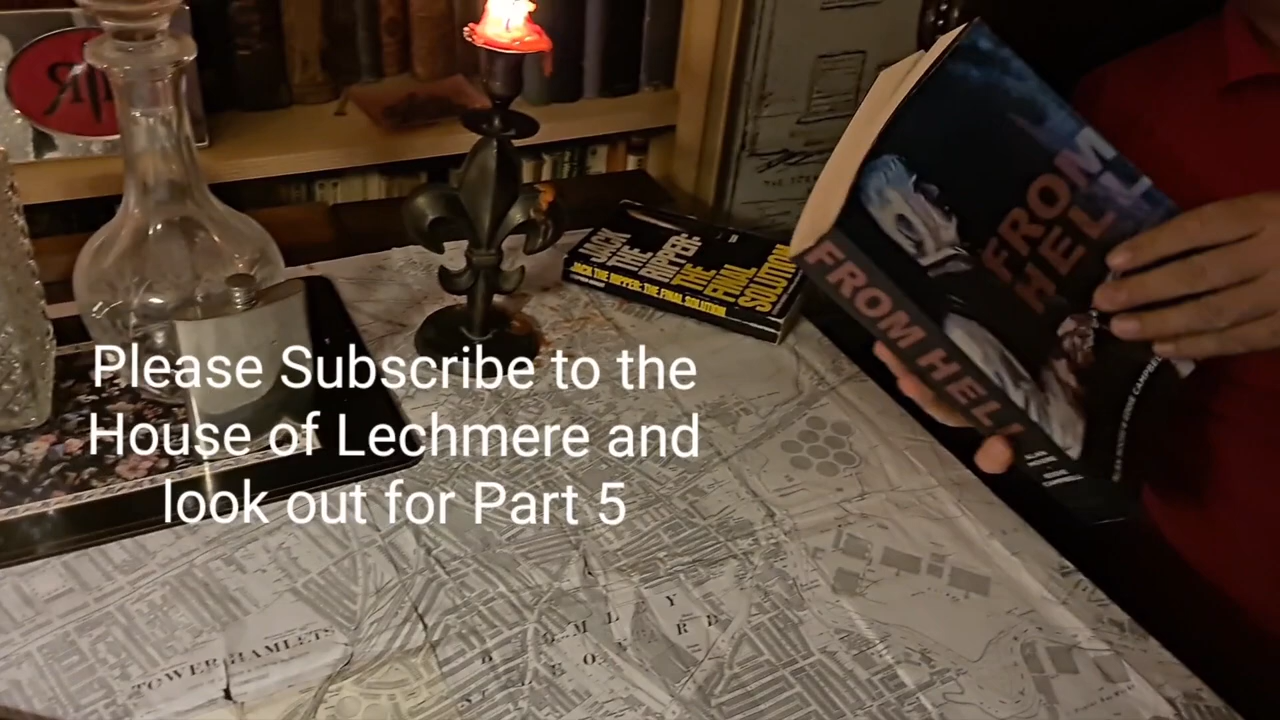 Please Subscribe to the
House of Lechmere and
look out for Part 5
FROM
HELL
FROM HELL
JACK
THE
RIPPER:
THE
FINAL
SOLUTION
JACK THE RIPPER: THE FINAL SOLUTION
TOWER HAMLETS